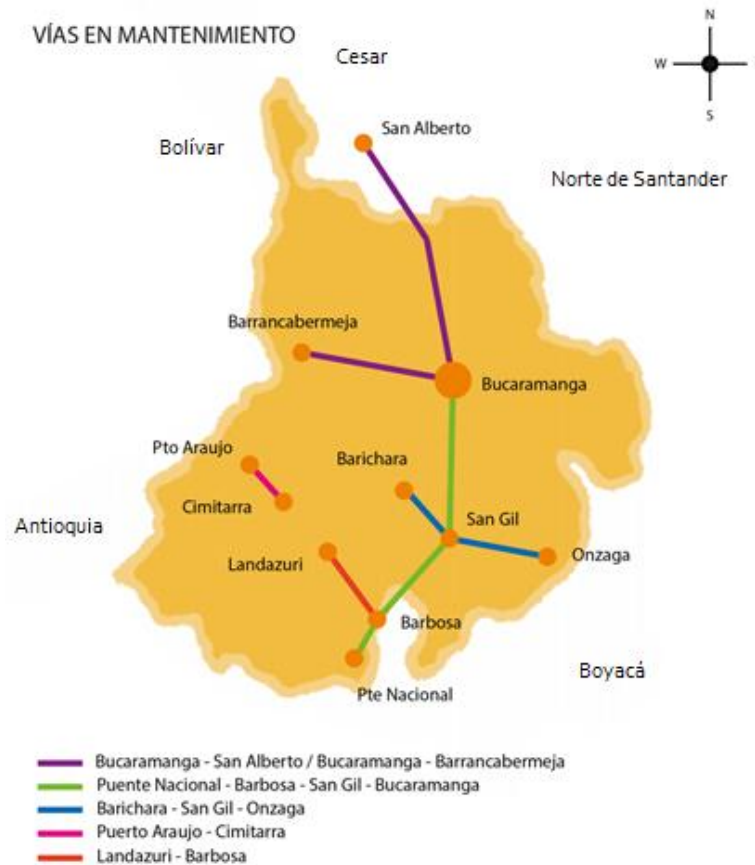 VÍAS EN MANTENIMIENTO
Cesar
N
W
S
San Alberto
Bolívar
Norte de Santander
Barrancabermeja
Bucaramanga
Pto Araujo
Barichara
Cimitarra
San Gil
Antioquia
Landazuri
Onzaga
Barbosa
Boyacá
Pte Nacional
Bucaramanga - San Alberto / Bucaramanga - Barrancabermeja
Puente Nacional - Barbosa - San Gil - Bucaramanga
Barichara - San Gil - Onzaga
Puerto Araujo - Cimitarra
Landazuri - Barbosa